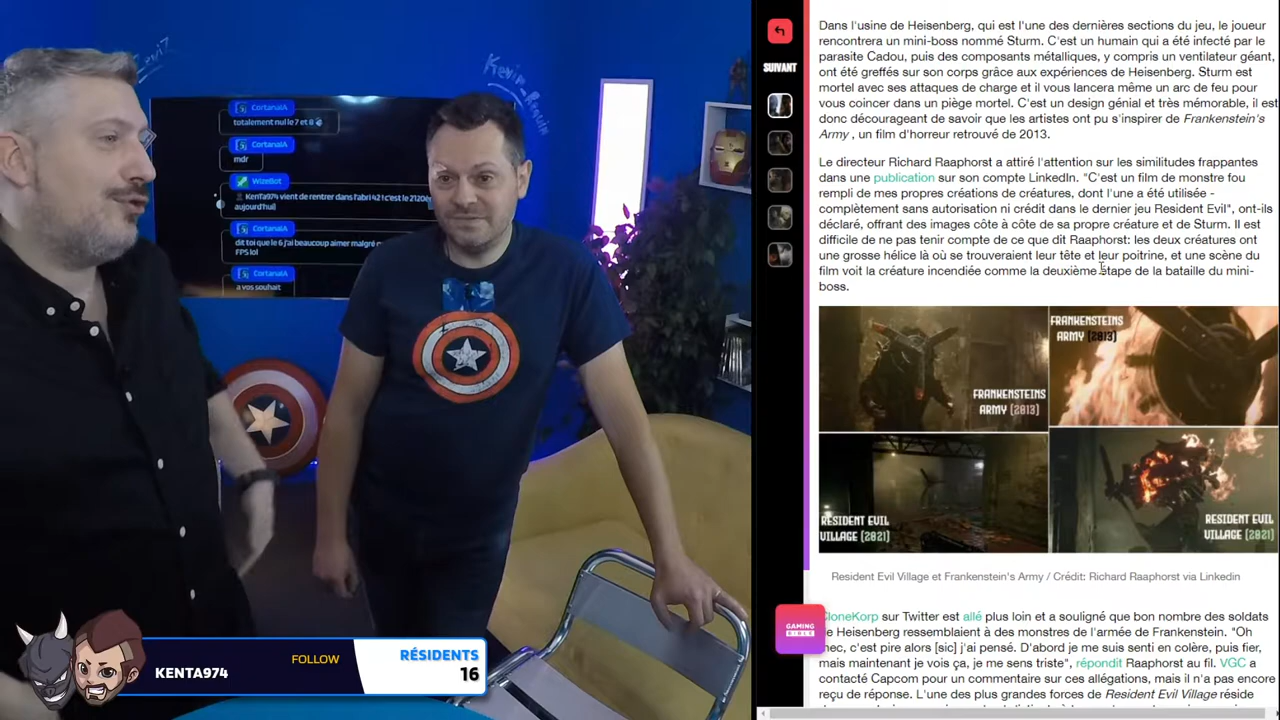 CortanaIA
totalement nul le 7 et 8
CortanaIA
mdr
WizeBot
CortanaIA
dit toi que le 6 j'ai beaucoup aimer malgré
FPS lol
CortanaIA
a vos souhait
KENTA974
FOLLOW
RÉSIDENTS
16
SUIVANT
Dans l'usine de Heisenberg, qui est l'une des dernières sections du jeu, le joueur
rencontrera un mini-boss nommé Sturm. C'est un humain qui a été infecté par le
parasite Cadou, puis des composants métalliques, y compris un ventilateur géant,
ont été greffés sur son corps grâce aux expériences de Heisenberg. Sturm est
mortel avec ses attaques de charge et il vous lancera même un arc de feu pour
vous coincer dans un piège mortel. C'est un design génial et très mémorable, il est
donc décourageant de savoir que les artistes ont pu s'inspirer de Frankenstein's
Army , un film d'horreur retrouvé de 2013.
Le directeur Richard Raaphorst a attiré l'attention sur les similitudes frappantes
dans une publication sur son compte LinkedIn. "C'est un film de monstre fou
rempli de mes propres créations de créatures, dont l'une a été utilisée -
complètement sans autorisation ni crédit dans le dernier jeu Resident Evil", ont-ils
déclaré, offrant des images côte à côte de sa propre créature et de Sturm. Il est
difficile de ne pas tenir compte de ce que dit Raaphorst: les deux créatures ont
une grosse hélice là où se trouveraient leur tête et leur poitrine, et une scène du
film voit la créature incendiée comme la deuxième étape de la bataille du mini-
boss.
FRANKENSTEINS
ARMY (2013)
FRANKENSTEINS
ARMY (2013)
RESIDENT EVIL
VILLAGE (2021)
RESIDENT EVIL
VILLAGE (2021)
Resident Evil Village et Frankenstein's Army / Crédit: Richard Raaphorst via Linkedin
GAMING
BIBLE
CloneKorp sur Twitter est allé plus loin et a souligné que bon nombre des soldats
de Heisenberg ressemblaient à des monstres de l'armée de Frankenstein. "Oh
mec, c'est pire alors [sic] j'ai pensé. D'abord je me suis senti en colère, puis fier,
mais maintenant je vois ça, je me sens triste", répondit Raaphorst au fil. VGC a
contacté Capcom pour un commentaire sur ces allégations, mais il n'a pas encore
reçu de réponse. L'une des plus grandes forces de Resident Evil Village réside